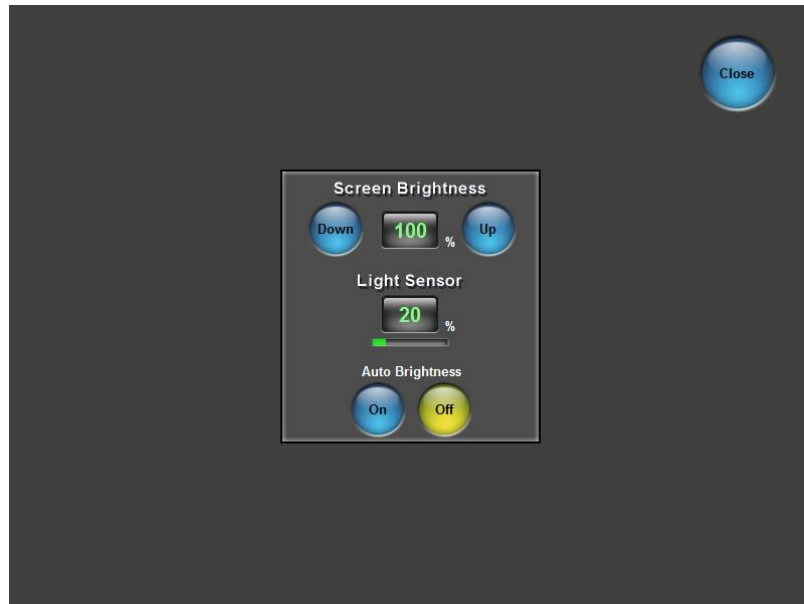 Close
Screen Brightness
Down 100 % Up
Light Sensor
20 %
Auto Brightness
On Off